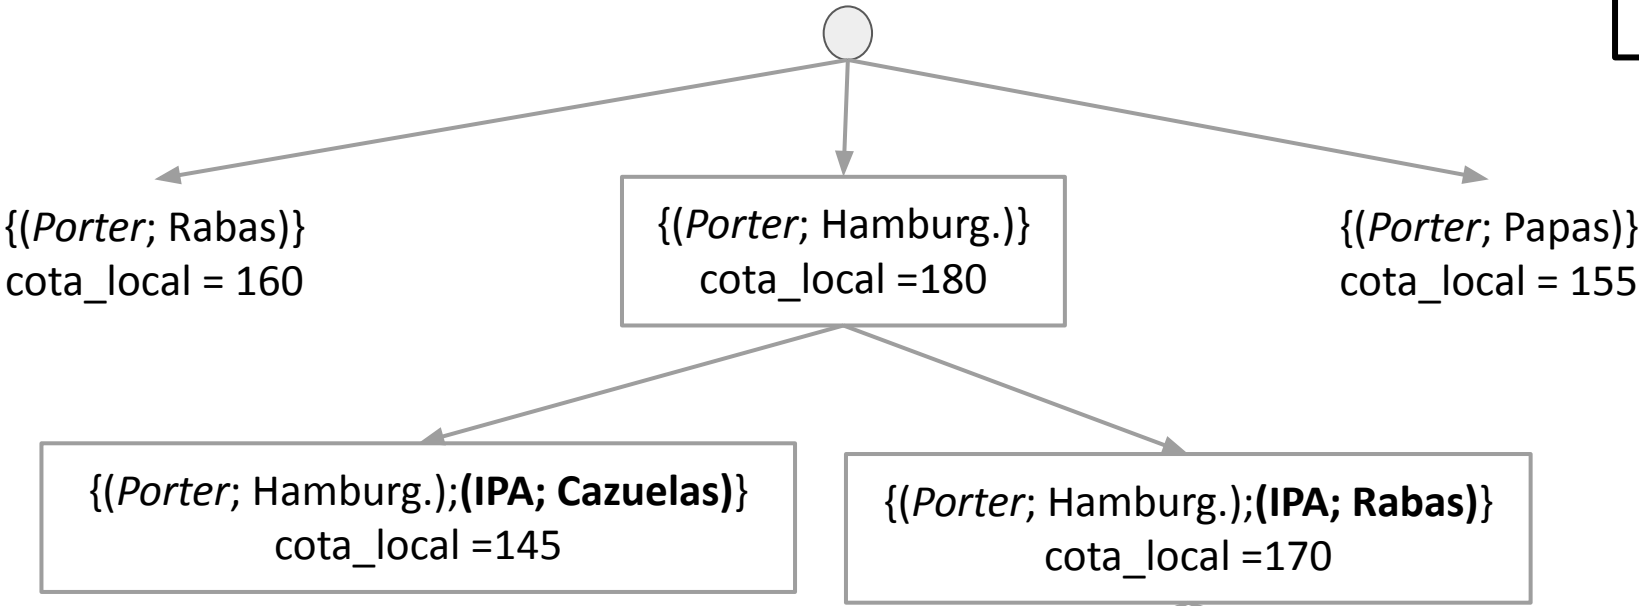 {(Porter; Rabas)}
cota_local = 160
{(Porter; Hamburg.)}
cota_local =180
{(Porter; Papas)}
cota_local = 155
{(Porter; Hamburg.);(IPA; Cazuelas)}
cota_local =145
{(Porter; Hamburg.);(IPA; Rabas)}
cota_local =170